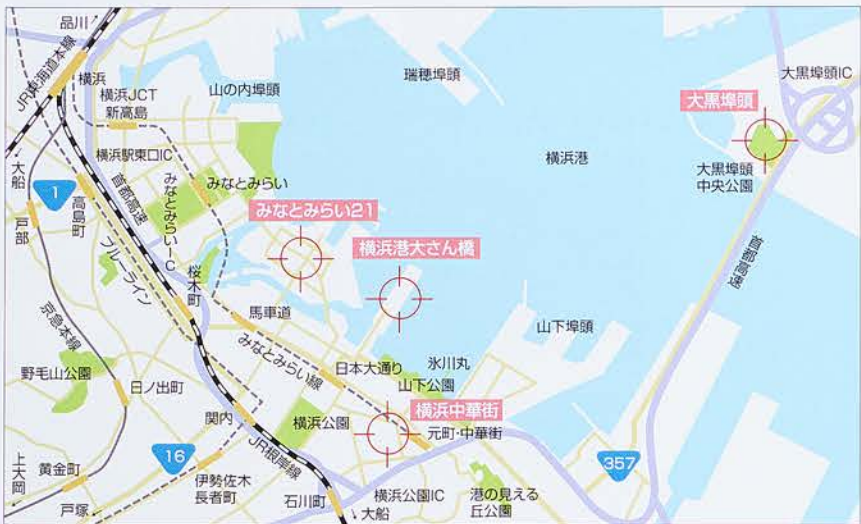 品川
JR東海道本線
横浜
横浜JCT
新高島
山の内埠頭
瑞穂埠頭
大黒埠頭IC
大黒埠頭
横浜港
大黒埠頭
中央公園
横浜駅東口IC
大船
1
戸部
高島町
首都高速
みなとみらいIC
みなとみらい
みなとみらい21
横浜港大さん橋
首都高速
ブルーライン
桜木町
京急本線
馬車道
みなとみらい線
日本大通り
氷川丸
山下公園
山下埠頭
野毛山公園
日ノ出町
関内
横浜公園
横浜中華街
元町・中華街
16
JR根岸線
357
上大岡
黄金町
戸塚
伊勢佐木
長者町
石川町
大船
横浜公園IC
港の見える
丘公園